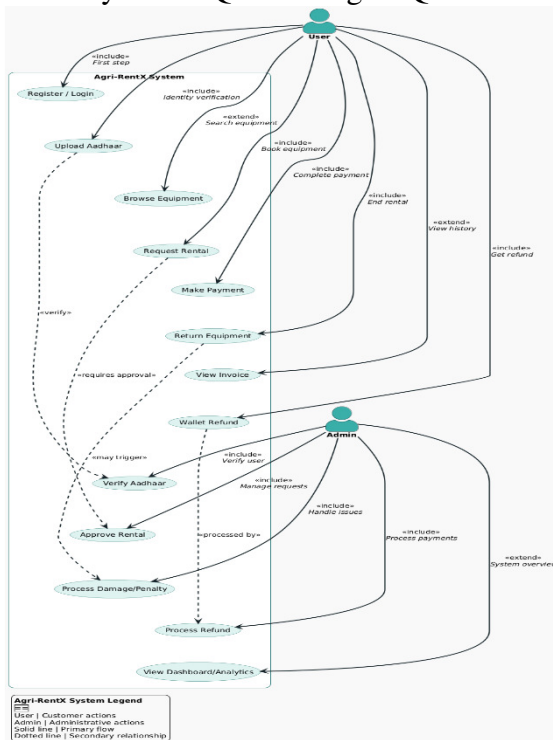 User
«include»
First step
Agri-RentX System
«include»
Identity verification
Register / Login
«extend»
Search equipment
«include»
Book equipment
Upload Aadhaar
«include»
Complete payment
Browse Equipment
«include»
End rental
«extend»
View history
Request Rental
«include»
Get refund
Make Payment
«verify»
Return Equipment
View Invoice
«requires approval»
Wallet Refund
Admin
«may trigger»
«include»
Verify user
Verify Aadhaar
«include»
Manage requests
«include»
Handle issues
Approve Rental
«processed by»
«include»
Process payments
«extend»
System overview
Process Damage/Penalty
Process Refund
View Dashboard/Analytics
Agri-RentX System Legend
User | Customer actions
Admin | Administrative actions
Solid line | Primary flow
Dotted line | Secondary relationship